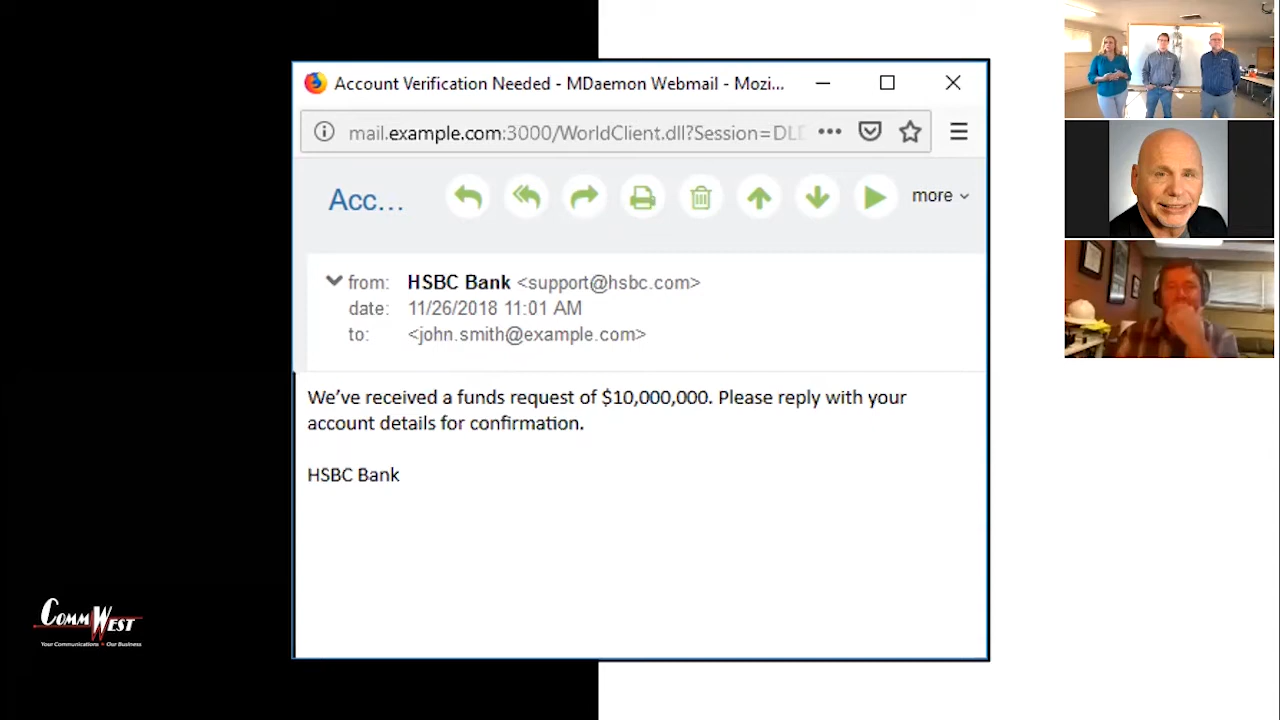 Account Verification Needed - MDaemon Webmail - Mozi...
mail.example.com:3000/WorldClient.dll?Session=DLD
Acc...
more
from: HSBC Bank <support@hsbc.com>
date: 11/26/2018 11:01 AM
to: <john.smith@example.com>
We've received a funds request of $10,000,000. Please reply with your
account details for confirmation.
HSBC Bank
COMMWEST
Your Communications • Our Business